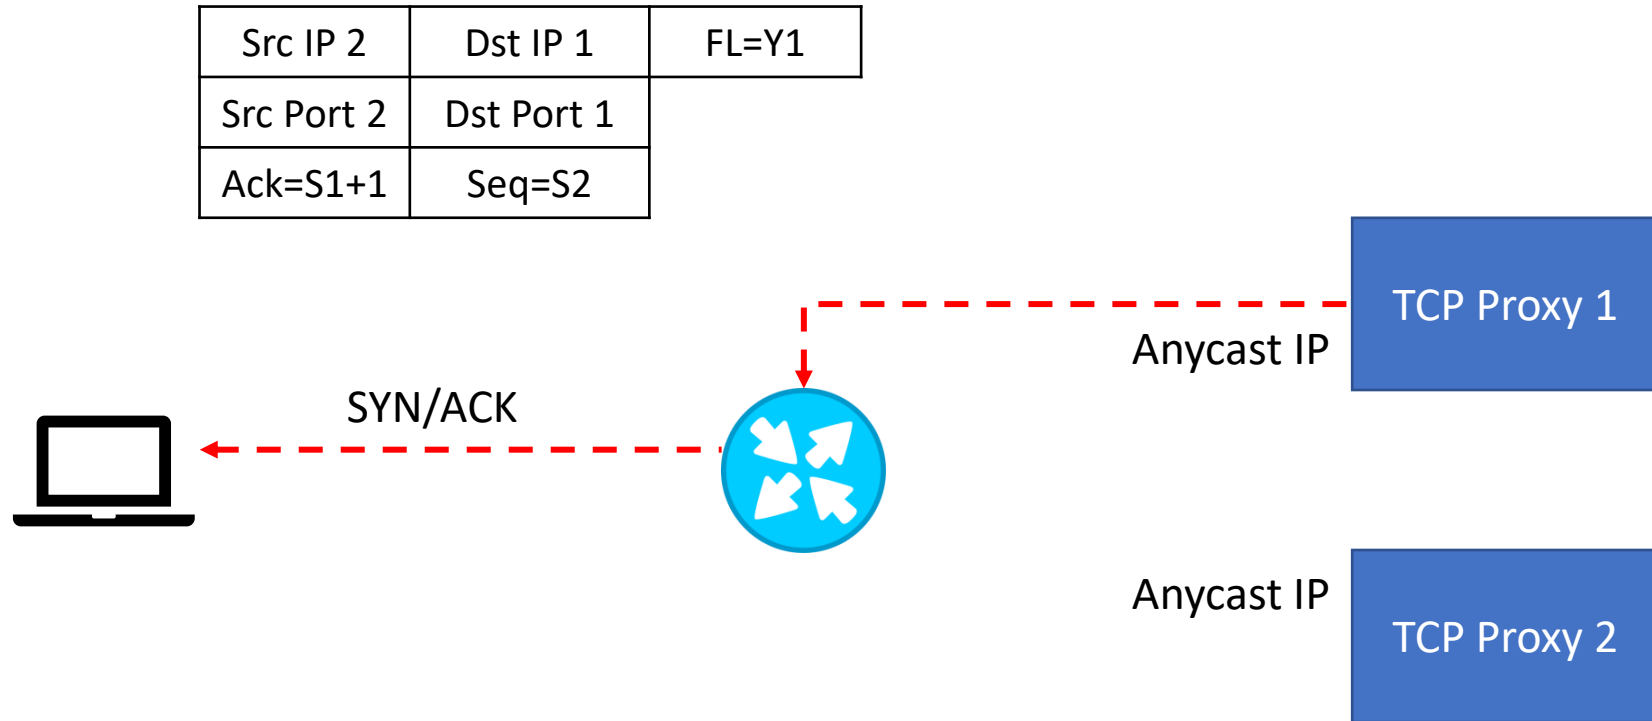 Src IP 2 Dst IP 1 FL=Y1
Src Port 2 Dst Port 1
Ack=S1+1 Seq=S2
TCP Proxy 1
Anycast IP
SYN/ACK
Anycast IP
TCP Proxy 2